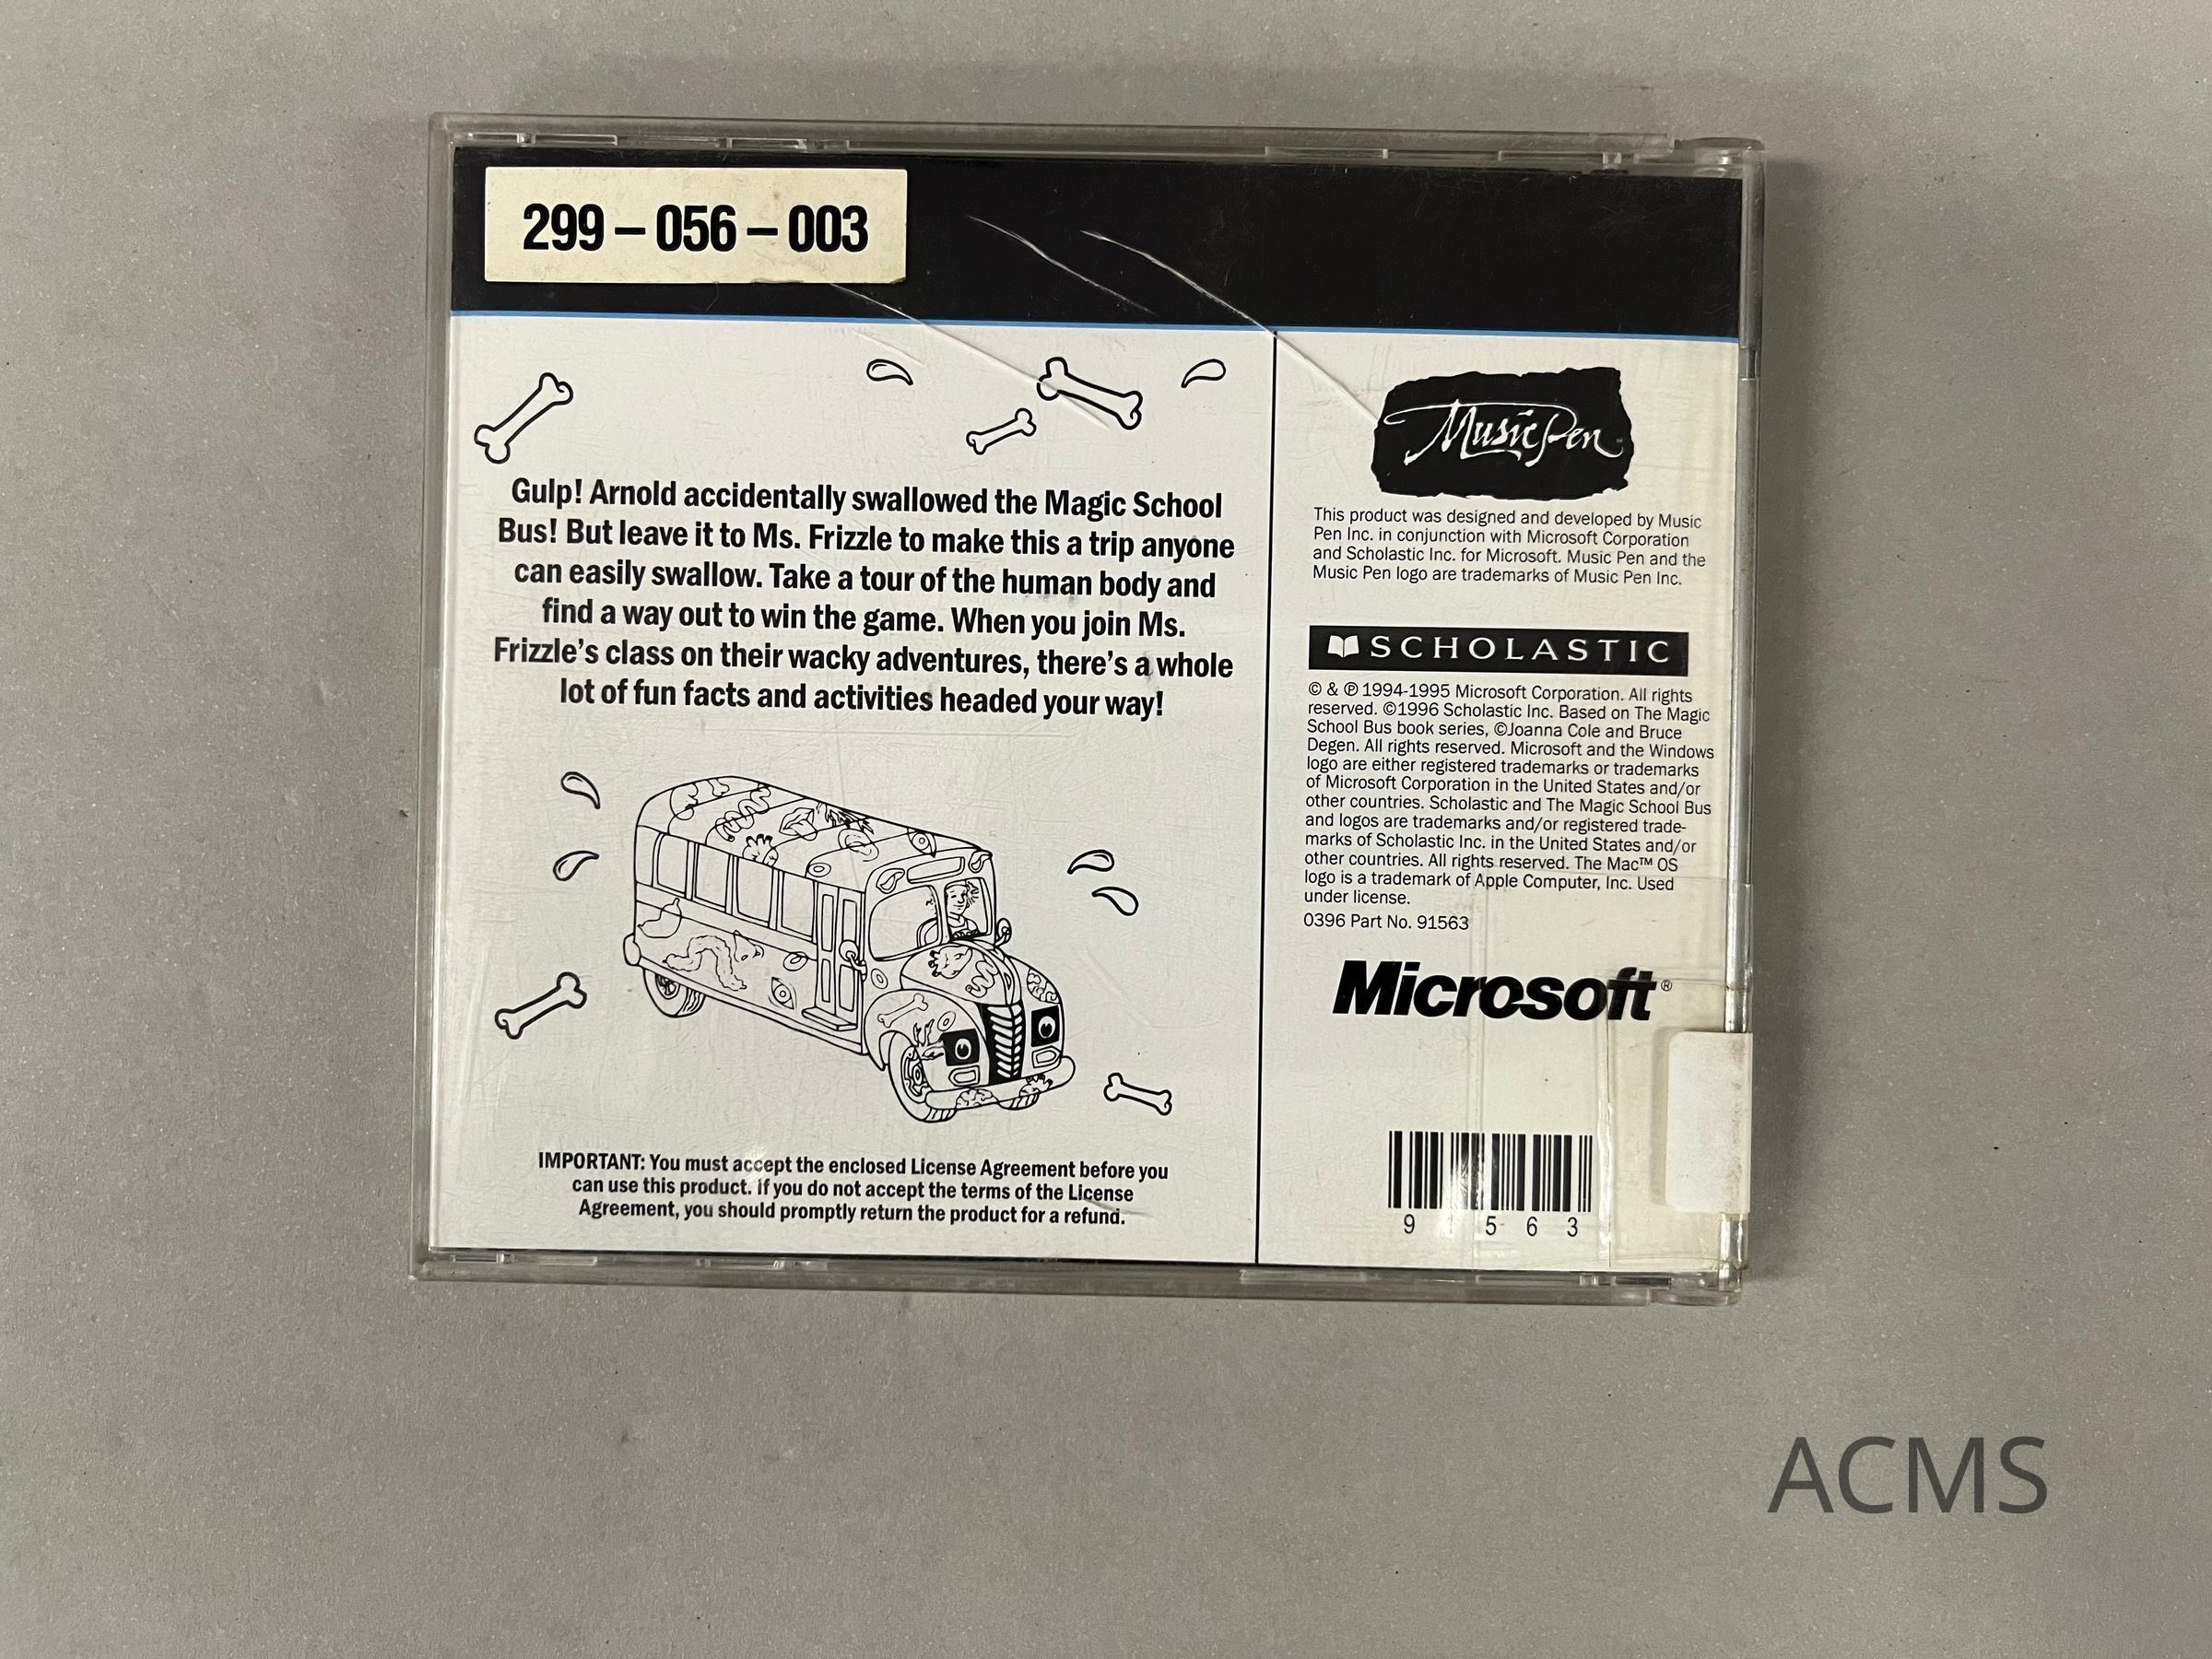 299 – 056 – 003
Gulp! Arnold accidentally swallowed the Magic School
Bus! But leave it to Ms. Frizzle to make this a trip anyone
can easily swallow. Take a tour of the human body and
find a way out to win the game. When you join Ms.
Frizzle's class on their wacky adventures, there's a whole
lot of fun facts and activities headed your way!
IMPORTANT: You must accept the enclosed License Agreement before you
can use this product. If you do not accept the terms of the License
Agreement, you should promptly return the product for a refund.
Music Pen
This product was designed and developed by Music
Pen Inc. in conjunction with Microsoft Corporation
and Scholastic Inc. for Microsoft. Music Pen and the
Music Pen logo are trademarks of Music Pen Inc.
SCHOLASTIC
© & ℗ 1994-1995 Microsoft Corporation. All rights
reserved. ©1996 Scholastic Inc. Based on The Magic
School Bus book series, ©Joanna Cole and Bruce
Degen. All rights reserved. Microsoft and the Windows
logo are either registered trademarks or trademarks
of Microsoft Corporation in the United States and/or
other countries. Scholastic and The Magic School Bus
and logos are trademarks and/or registered trade-
marks of Scholastic Inc. in the United States and/or
other countries. All rights reserved. The Mac™ OS
logo is a trademark of Apple Computer, Inc. Used
under license.
0396 Part No. 91563
Microsoft®
9 1 5 6 3
ACMS